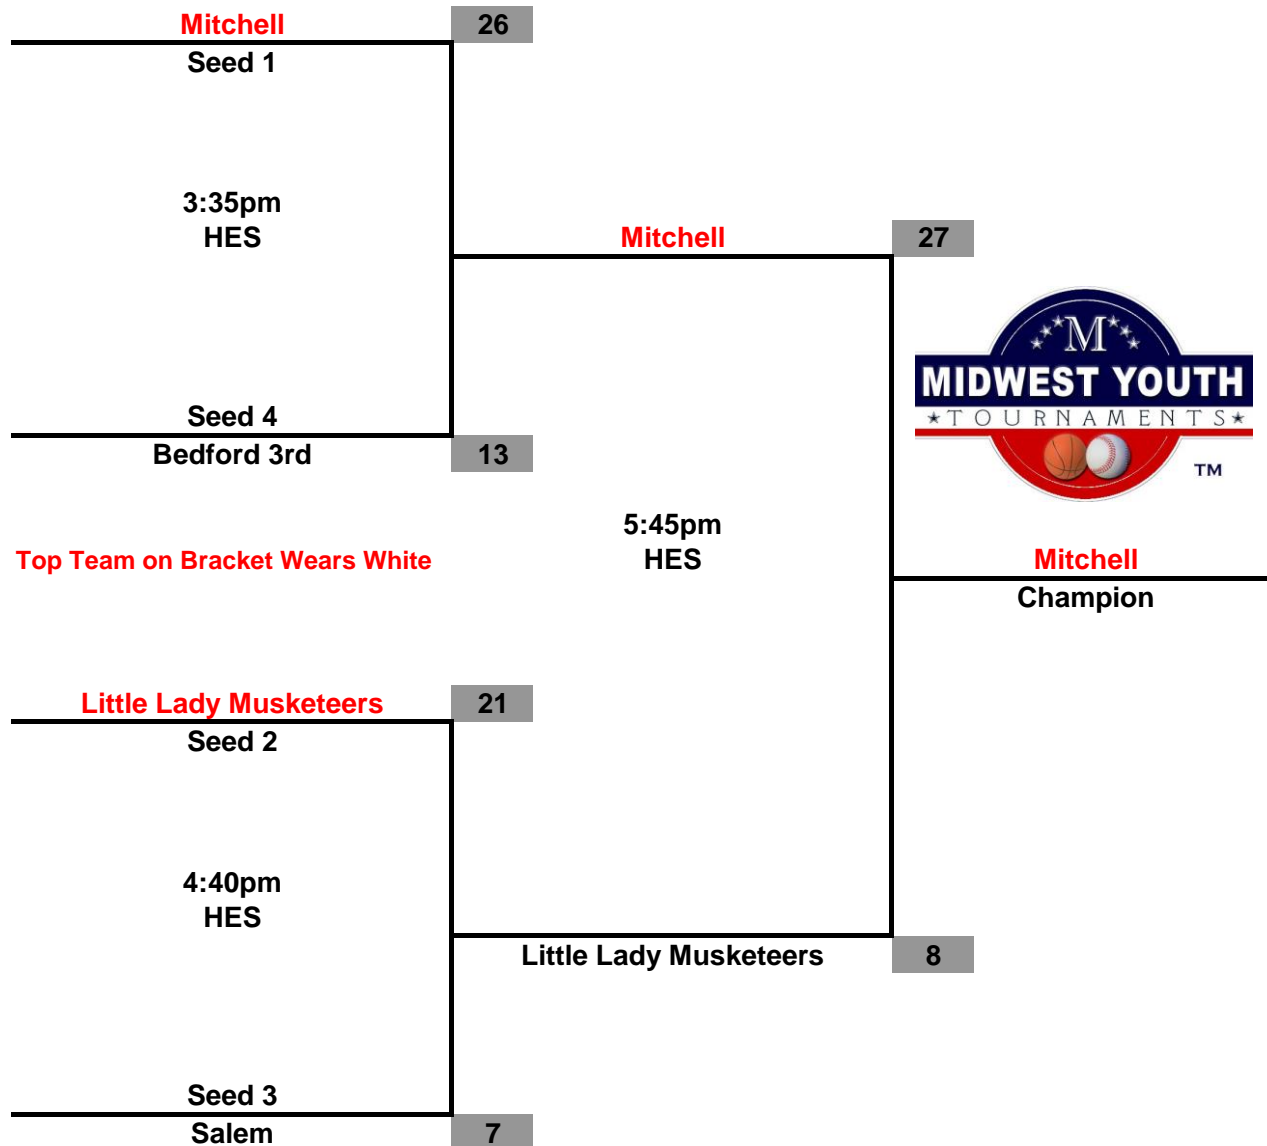 Mitchell 26
Seed 1
3:35pm
HES
Mitchell 27
M
MIDWEST YOUTH
TOURNAMENTS
TM
Seed 4
Bedford 3rd 13
5:45pm
HES
Top Team on Bracket Wears White
Mitchell
Champion
Little Lady Musketeers 21
Seed 2
4:40pm
HES
Little Lady Musketeers 8
Seed 3
Salem 7